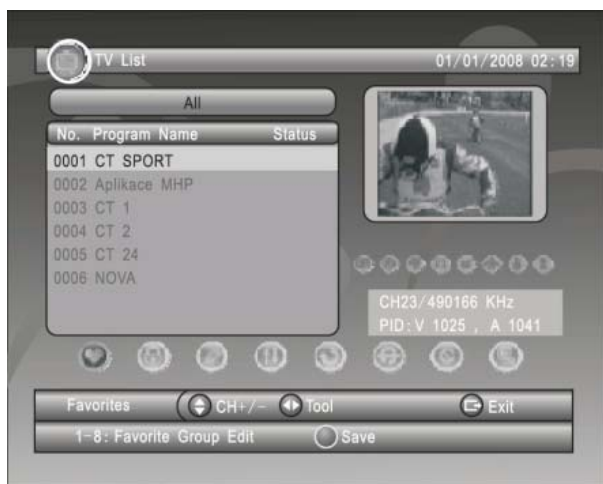 TV List 01/01/2008 02:19
All
No. Program Name Status
0001 CT SPORT
0002 Aplikace MHP
0003 CT 1
0004 CT 2
0005 CT 24
0006 NOVA
CH23/490166 KHz
PID:V 1025 , A 1041
Favorites CH+/- Tool Exit
1-8: Favorite Group Edit Save